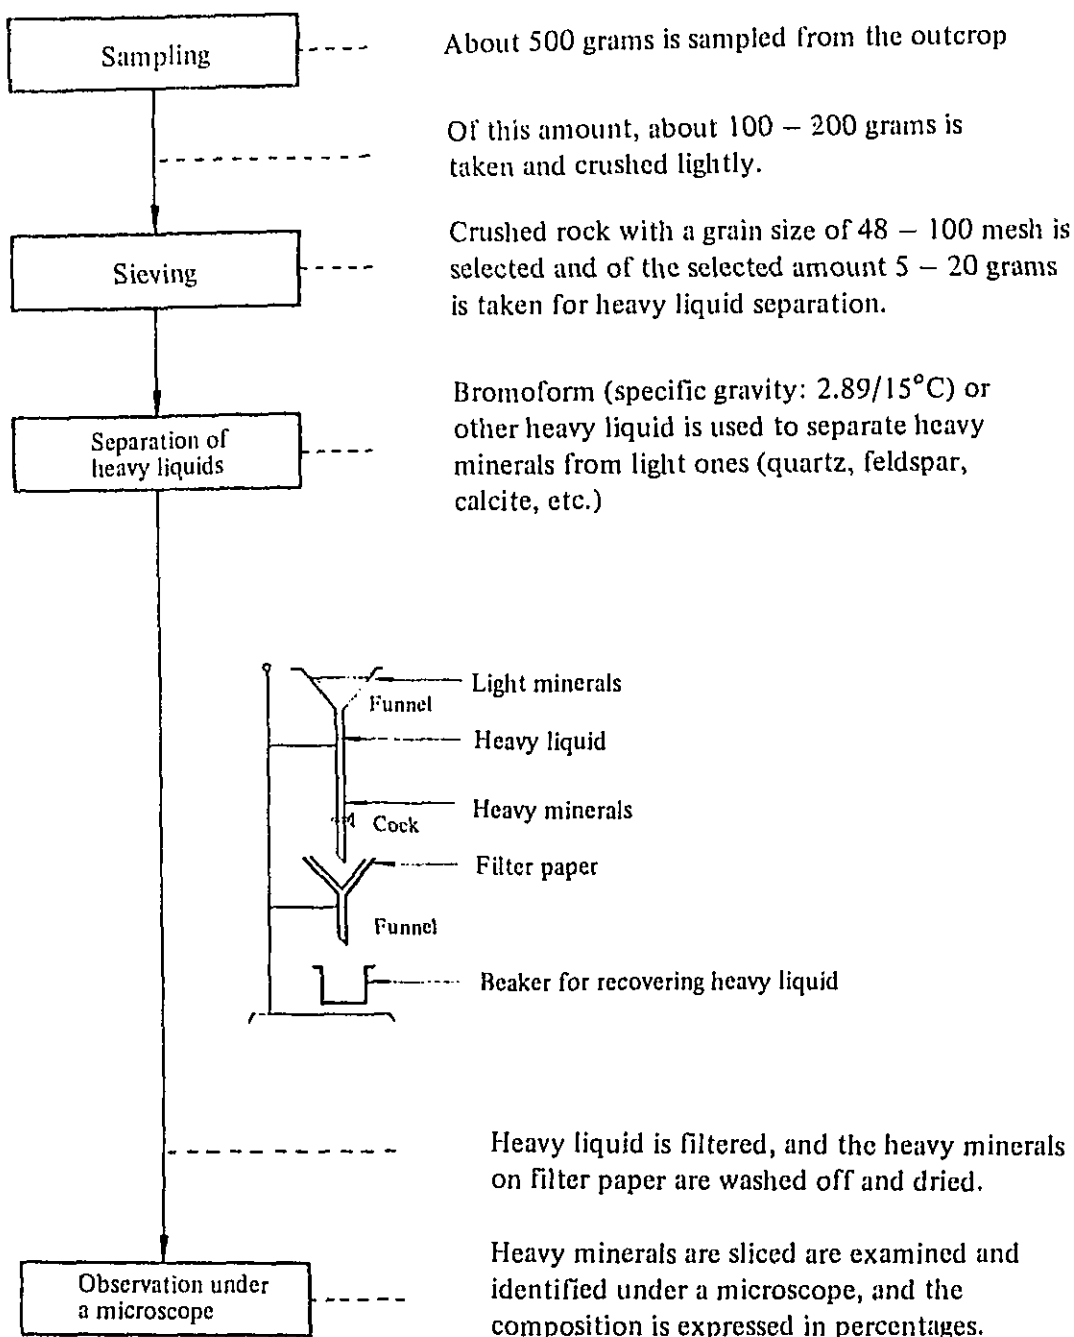 Sampling
About 500 grams is sampled from the outcrop
Of this amount, about 100 – 200 grams is
taken and crushed lightly.
Sieving
Crushed rock with a grain size of 48 – 100 mesh is
selected and of the selected amount 5 – 20 grams
is taken for heavy liquid separation.
Separation of
heavy liquids
Bromoform (specific gravity: 2.89/15°C) or
other heavy liquid is used to separate heavy
minerals from light ones (quartz, feldspar,
calcite, etc.)
Light minerals
Funnel
Heavy liquid
Heavy minerals
Cock
Filter paper
Funnel
Beaker for recovering heavy liquid
Heavy liquid is filtered, and the heavy minerals
on filter paper are washed off and dried.
Observation under
a microscope
Heavy minerals are sliced are examined and
identified under a microscope, and the
composition is expressed in percentages.